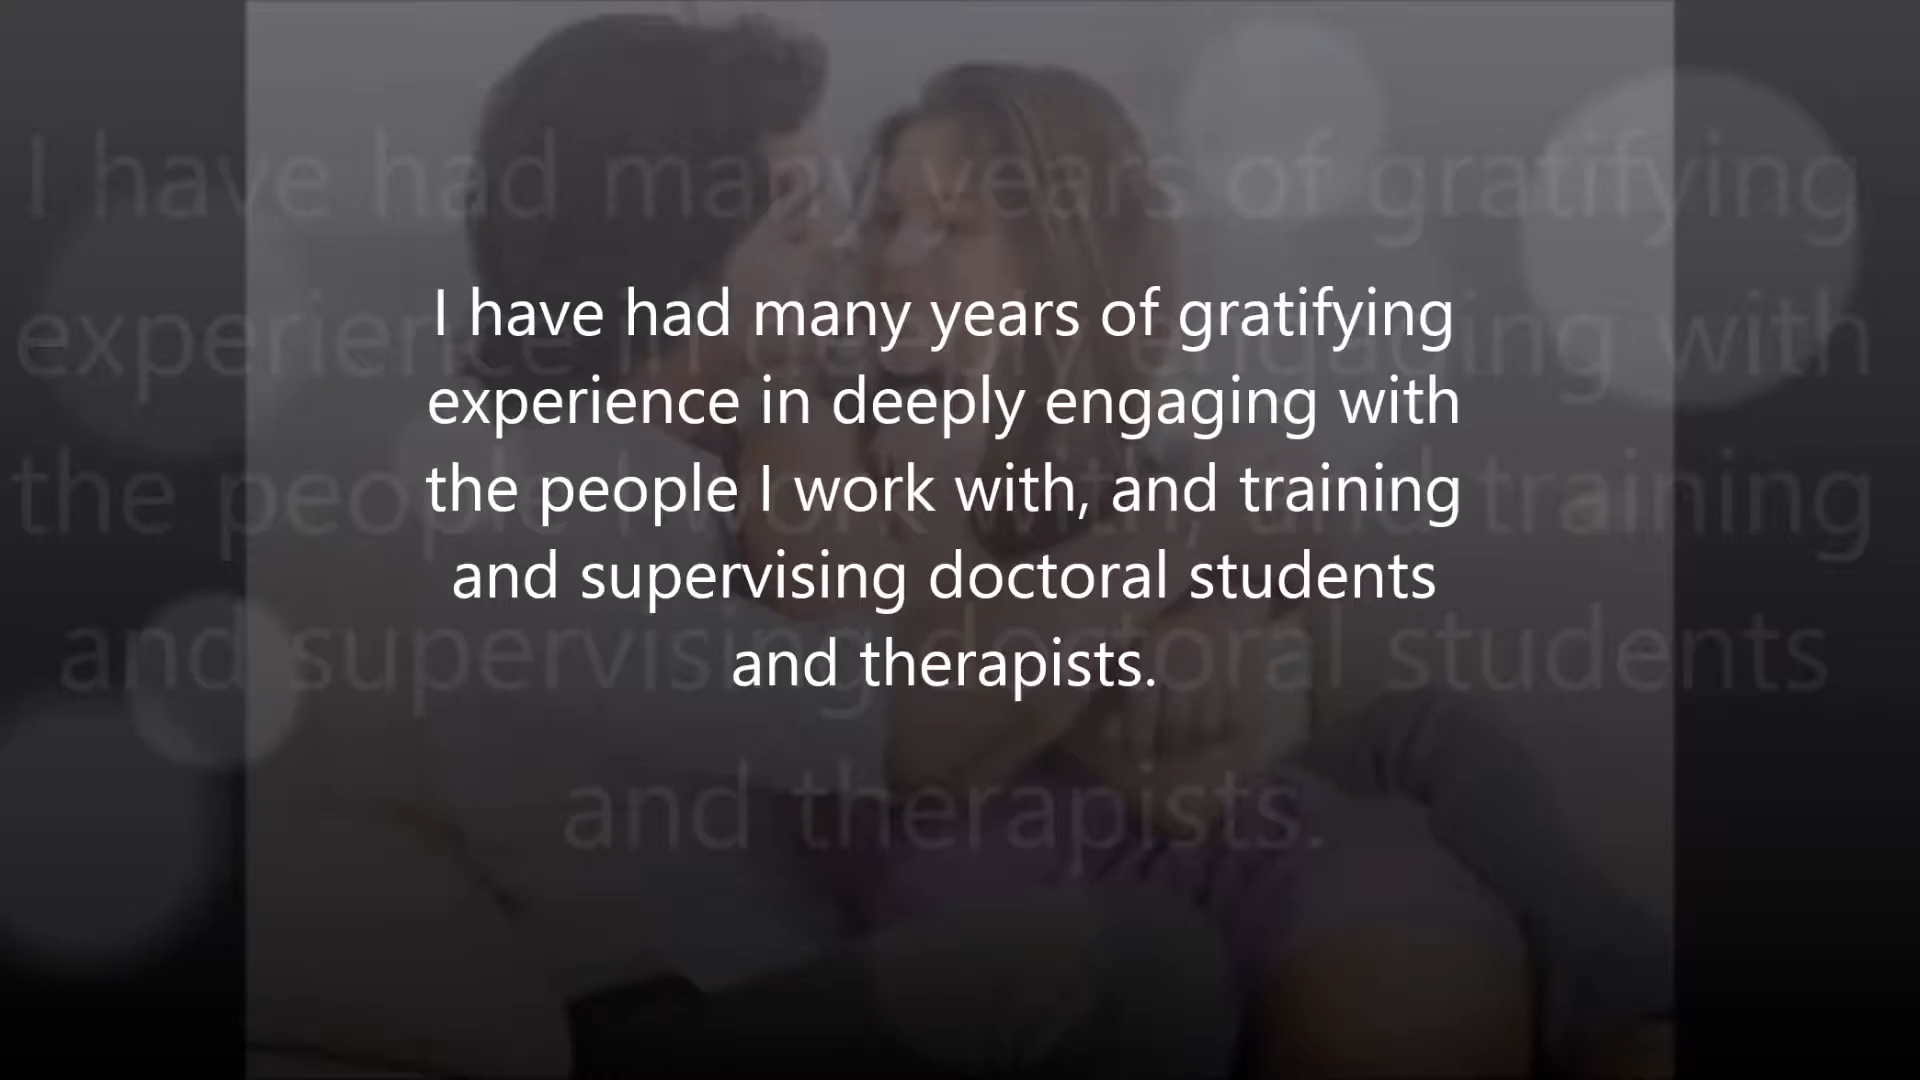 I have had many years of gratifying
experience in deeply engaging with
the people I work with, and training
and supervising doctoral students
and therapists.